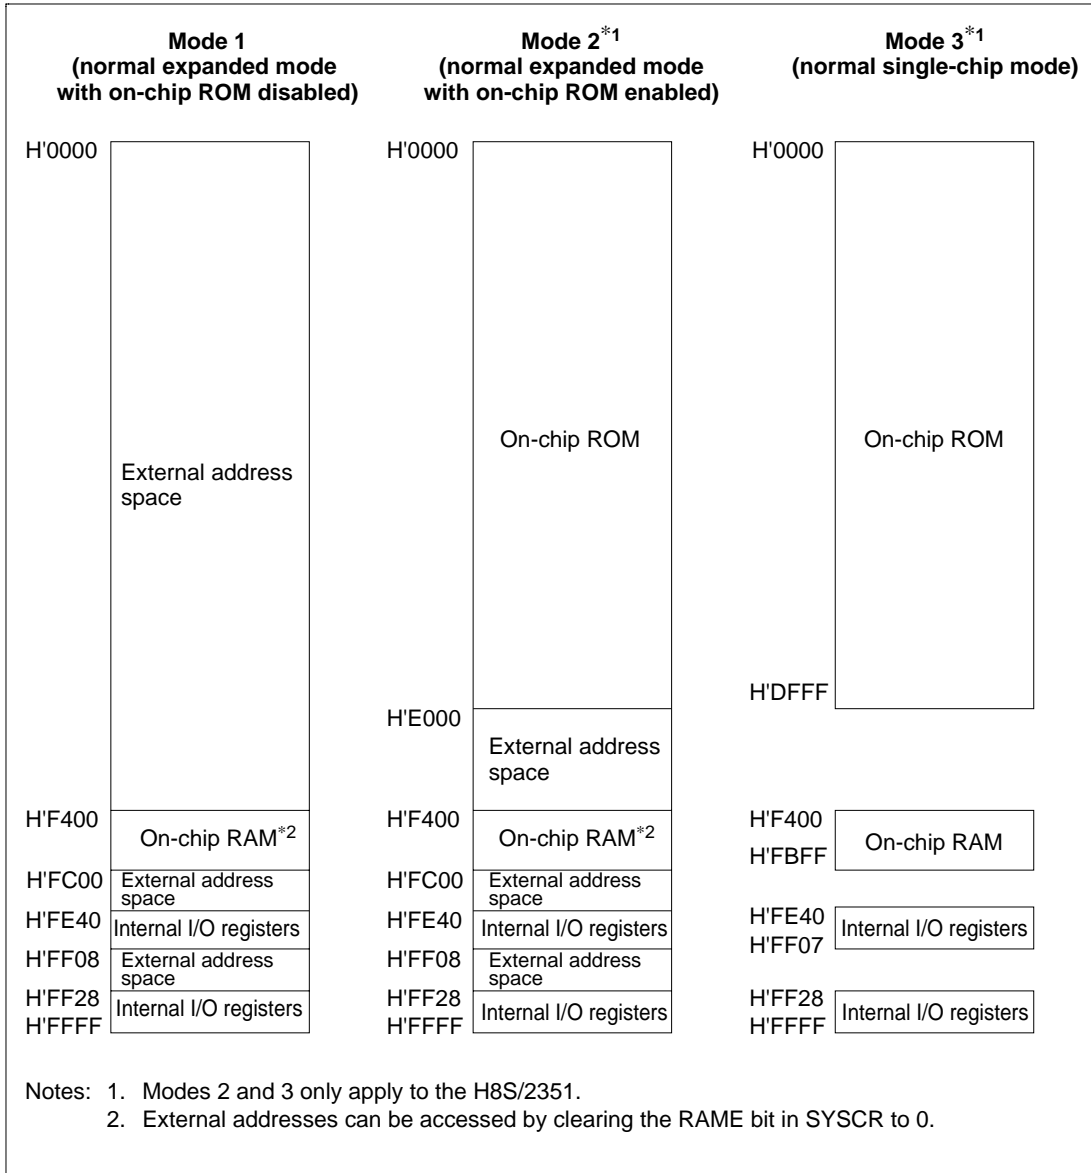 Mode 1
(normal expanded mode
with on-chip ROM disabled)
Mode 2*1
(normal expanded mode
with on-chip ROM enabled)
Mode 3*1
(normal single-chip mode)
H'0000
External address
space
H'F400
On-chip RAM*2
H'FC00
External address
space
H'FE40
Internal I/O registers
H'FF08
External address
space
H'FF28
Internal I/O registers
H'FFFF
H'0000
On-chip ROM
H'E000
External address
space
H'F400
On-chip RAM*2
H'FC00
External address
space
H'FE40
Internal I/O registers
H'FF08
External address
space
H'FF28
Internal I/O registers
H'FFFF
H'0000
On-chip ROM
H'DFFF
H'F400
On-chip RAM
H'FBFF
H'FE40
Internal I/O registers
H'FF07
H'FF28
Internal I/O registers
H'FFFF
Notes: 1. Modes 2 and 3 only apply to the H8S/2351.
2. External addresses can be accessed by clearing the RAME bit in SYSCR to 0.